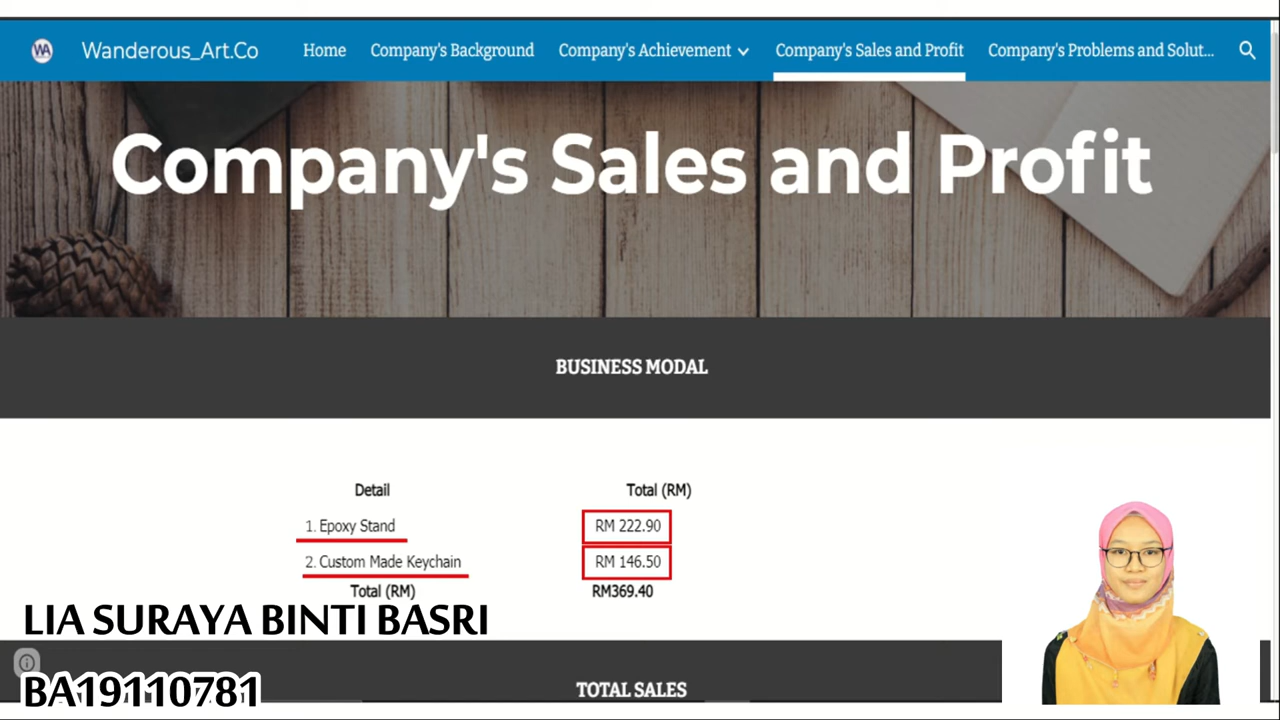 WA Wanderous_Art.Co Home Company's Background Company's Achievement Company's Sales and Profit Company's Problems and Solut...
Company's Sales and Profit
BUSINESS MODAL
Detail Total (RM)
1. Epoxy Stand RM 222.90
2. Custom Made Keychain RM 146.50
Total (RM) RM369.40
LIA SURAYA BINTI BASRI
BA19110781
TOTAL SALES